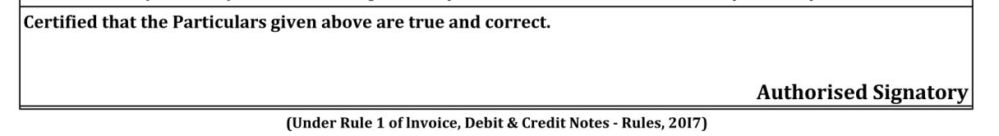 Certified that the Particulars given above are true and correct.
Authorised Signatory
(Under Rule 1 of lnvoice, Debit & Credit Notes - Rules, 20I7)